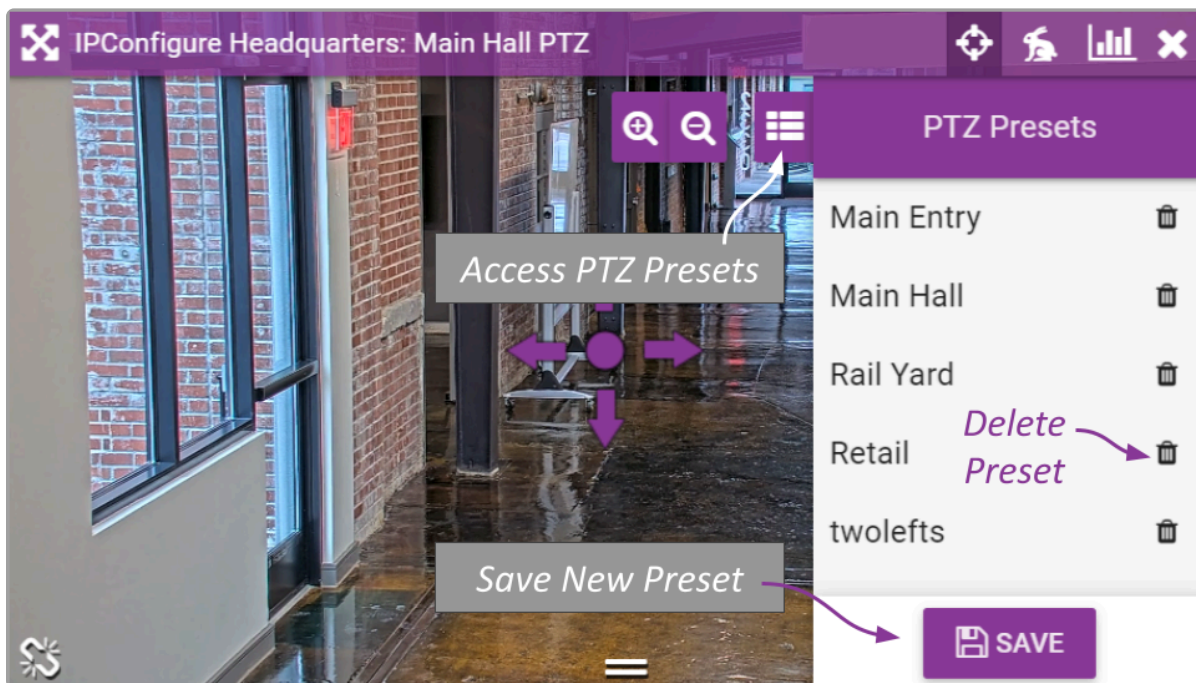 IPConfigure Headquarters: Main Hall PTZ
PTZ Presets
Main Entry
Access PTZ Presets
Main Hall
Rail Yard
Delete
Preset
Retail
twolefts
Save New Preset
SAVE